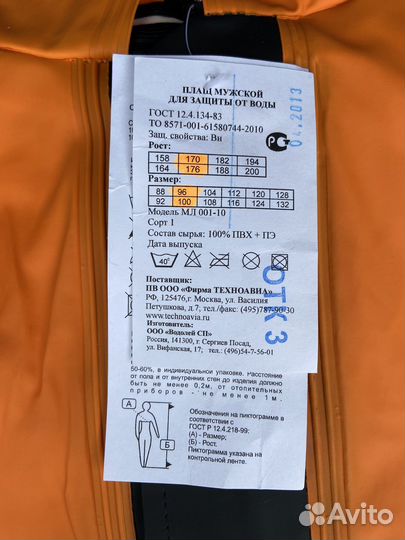 ПЛАЩ МУЖСКОЙ
ДЛЯ ЗАЩИТЫ ОТ ВОДЫ
ГОСТ 12.4.134-83
ТО 8571-001-61580744-2010
Защ. свойства: Вн
04.2013
Рост:
158 170 182 194
164 176 188 200
Размер:
88 96 104 112 120 128
92 100 108 116 124 132
Модель МЛ 001-10
Сорт 1
Состав сырья: 100% ПВХ + ПЭ
Дата выпуска
40°
ОТК 3
Поставщик:
ПВ ООО «Фирма ТЕХНОАВИА»
РФ, 125476, г. Москва, ул. Василия
Петушкова, д.7, тел./факс (495)787-90-30
www.technoavia.ru
Изготовитель:
ООО «Водолей СП»
Россия, 141300, г. Сергиев Посад,
ул. Вифанская, 17; тел.: (496)54-7-56-01
50-60%, в индивидуальной упаковке. Расстояние
от пола и от внутренних стен до изделия должно
быть не менее 0,2м, от отопительных
приборов - не менее 1 м.
(А)
(Б)
Обозначения на пиктограмме в
соответствии с
ГОСТ Р 12.4.218-99:
(А) - Размер;
(Б) - Рост.
Пиктограмма указана на
контрольной ленте.
Avito